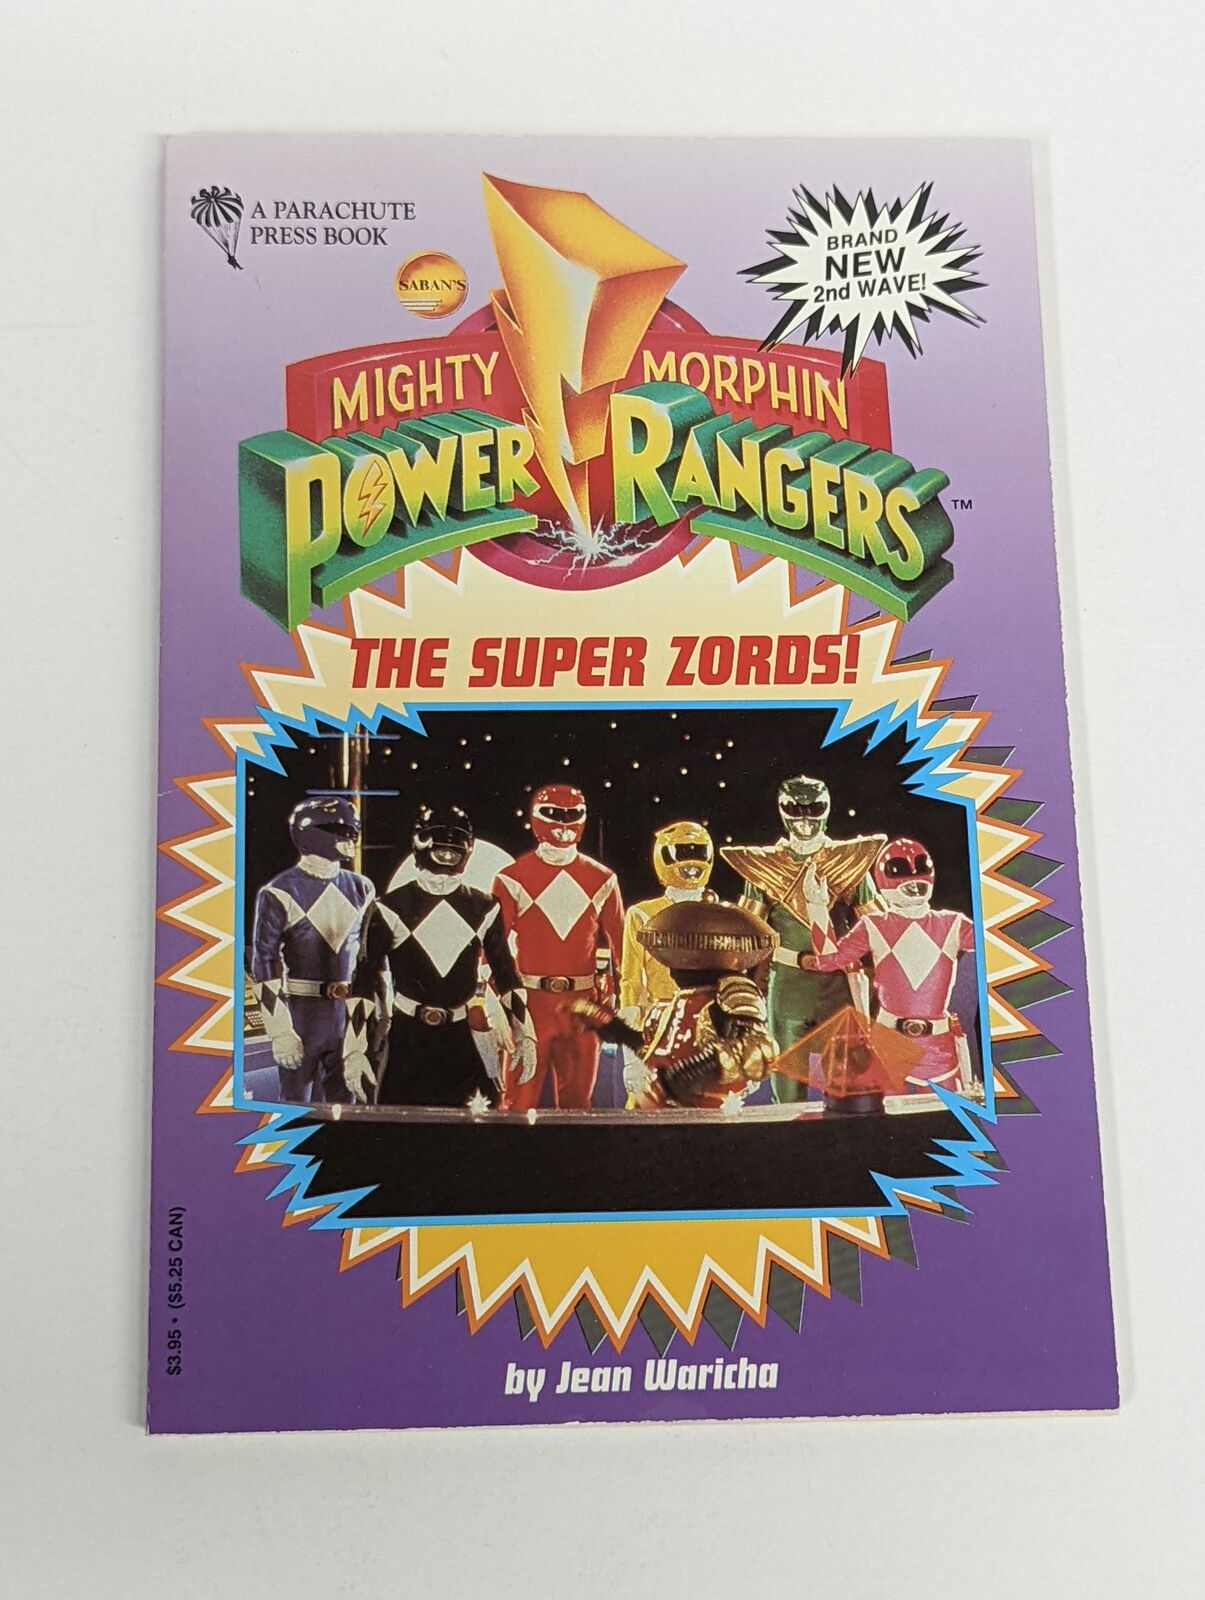 A PARACHUTE
PRESS BOOK
BRAND
NEW
2nd WAVE!
SABAN'S
MIGHTY MORPHIN
POWER RANGERS ™
THE SUPER ZORDS!
$3.95 • ($5.25 CAN)
by Jean Waricha